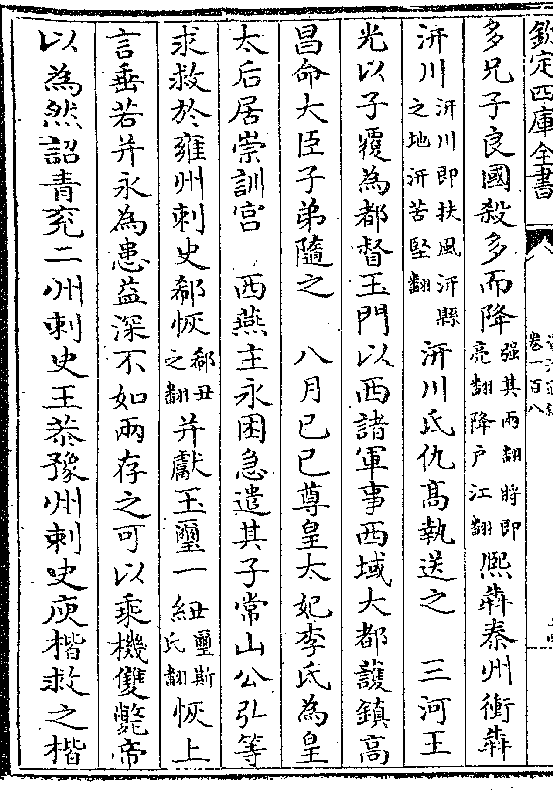 欽定四庫全書
卷一百八
多兄子良國殺多而降强其兩翻將即亮翻降户江翻熈犇秦州衝犇
汧川汧川即扶風汧縣之地汧苦堅翻汧川氐仇髙執送之　三河王
光以子覆為都督玉門以西諸軍事西域大都護鎮髙
昌命大臣子弟隨之　八月已巳尊皇太妃李氏為皇
太后居崇訓宫　西燕主永困急遣其子常山公弘等
求救於雍州刺史郗恢郗丑之翻并獻玉璽一紐璽斯氏翻恢上
言垂若并永為患益深不如兩存之可以乘機雙斃帝
以為然詔青兖二州刺史王恭豫州刺史庾楷救之楷